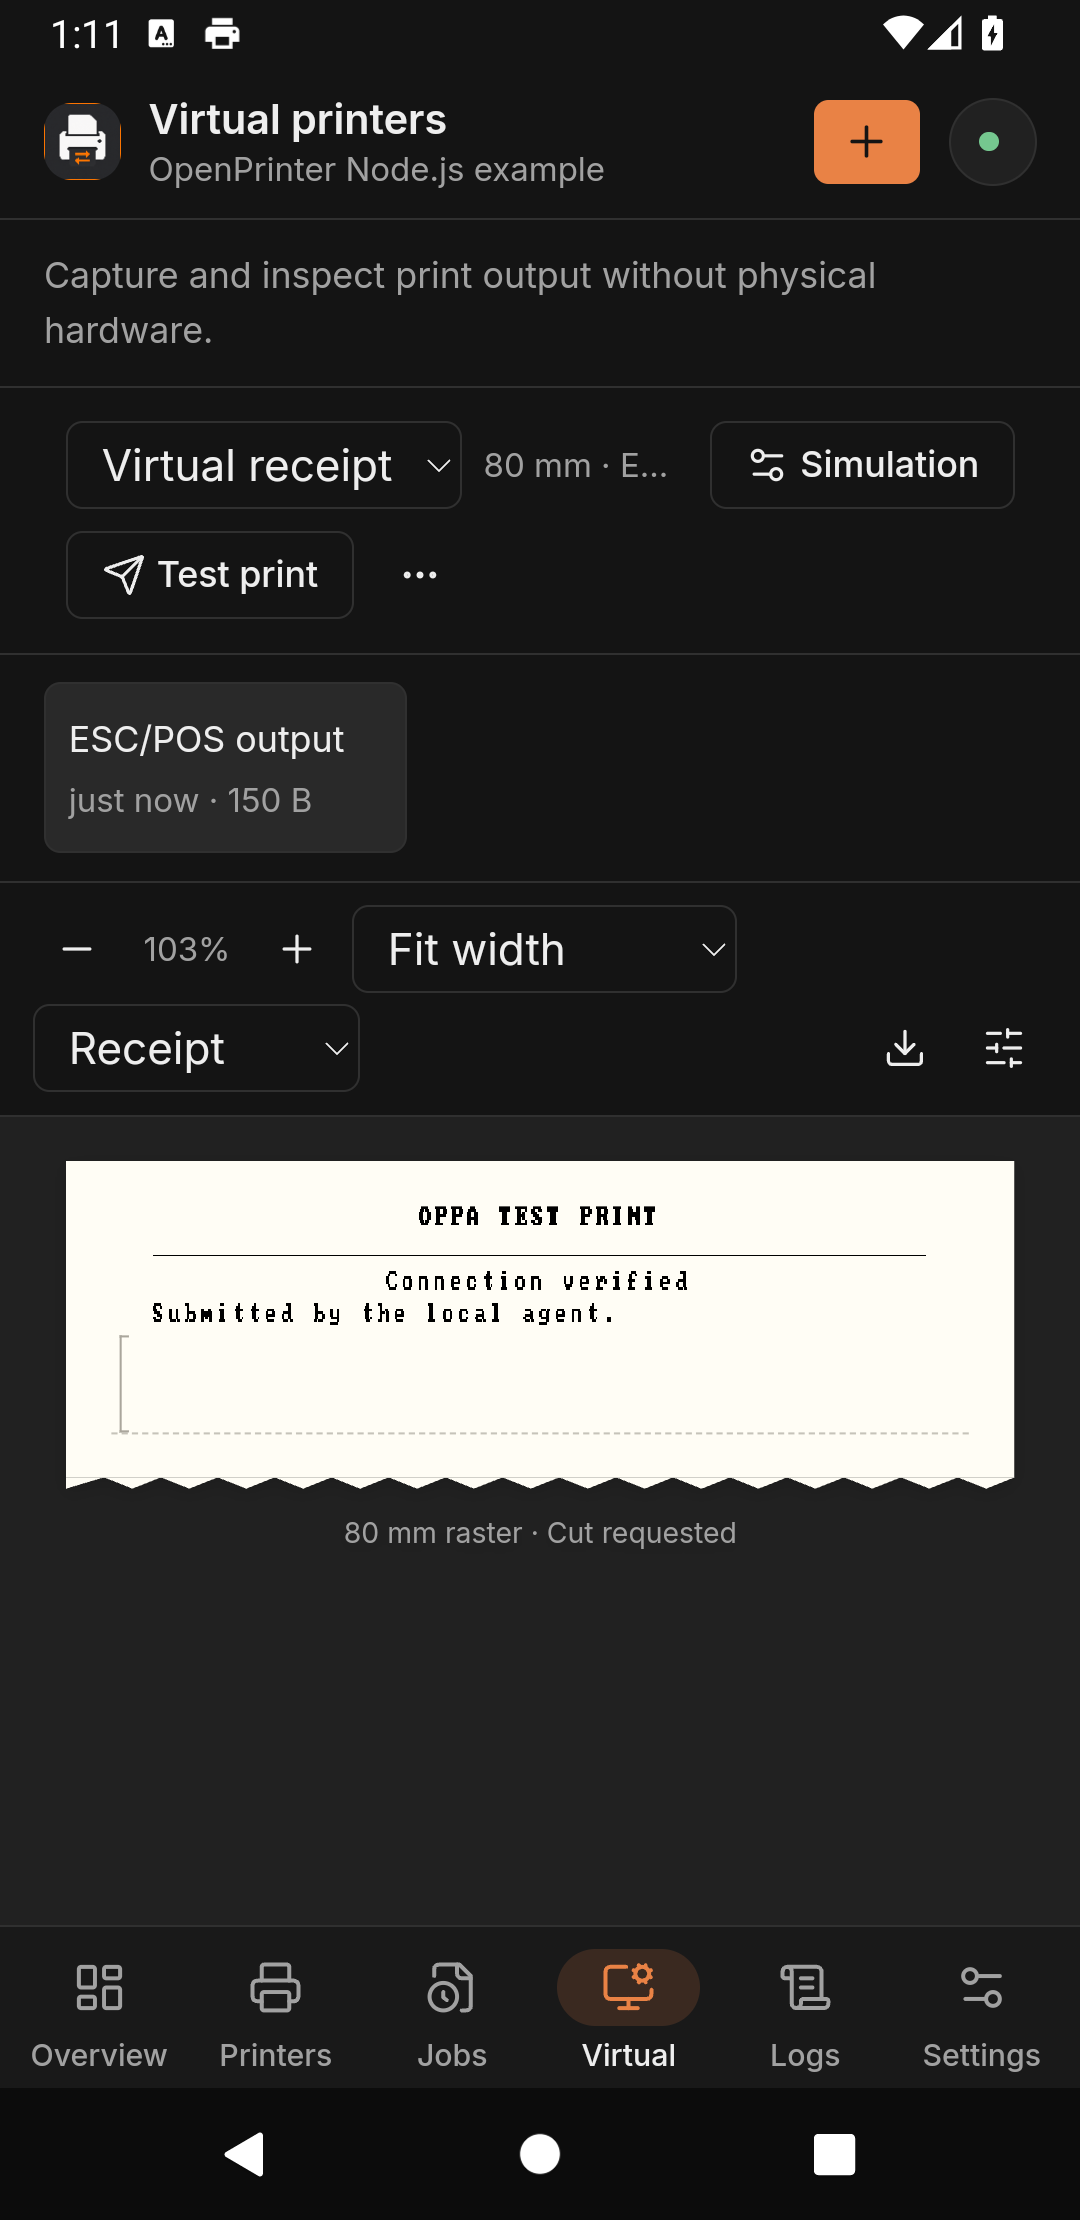 1:11
Virtual printers
OpenPrinter Node.js example
Capture and inspect print output without physical
hardware.
Virtual receipt
80 mm · E...
Simulation
Test print
ESC/POS output
just now · 150 B
103%
Fit width
Receipt
OPPA TEST PRINT
Connection verified
Submitted by the local agent.
80 mm raster · Cut requested
Overview
Printers
Jobs
Virtual
Logs
Settings